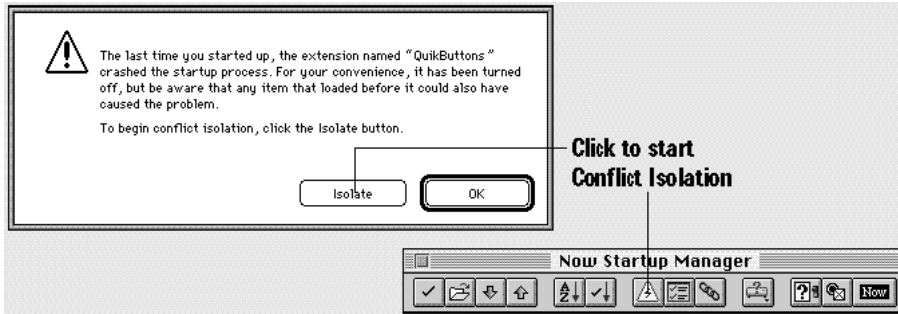 The last time you started up, the extension named "QuikButtons"
crashed the startup process. For your convenience, it has been turned
off, but be aware that any item that loaded before it could also have
caused the problem.
To begin conflict isolation, click the Isolate button.
Click to start
Conflict Isolation
Isolate
OK
Now Startup Manager
Now